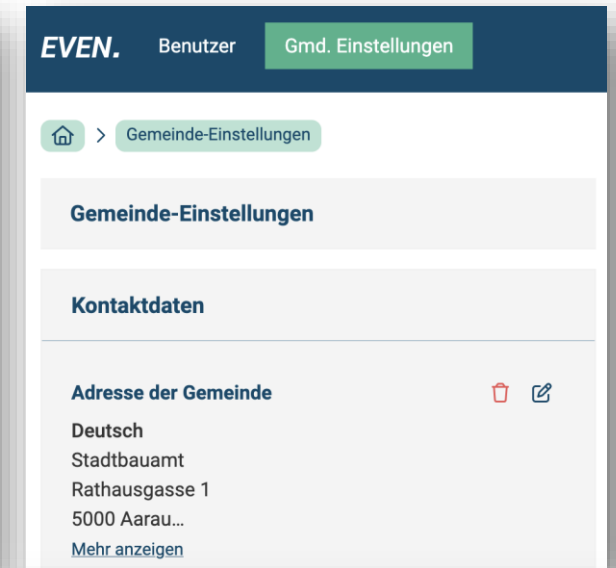 EVEN. Benutzer Gmd. Einstellungen
> Gemeinde-Einstellungen
Gemeinde-Einstellungen
Kontaktdaten
Adresse der Gemeinde
Deutsch
Stadtbauamt
Rathausgasse 1
5000 Aarau...
Mehr anzeigen